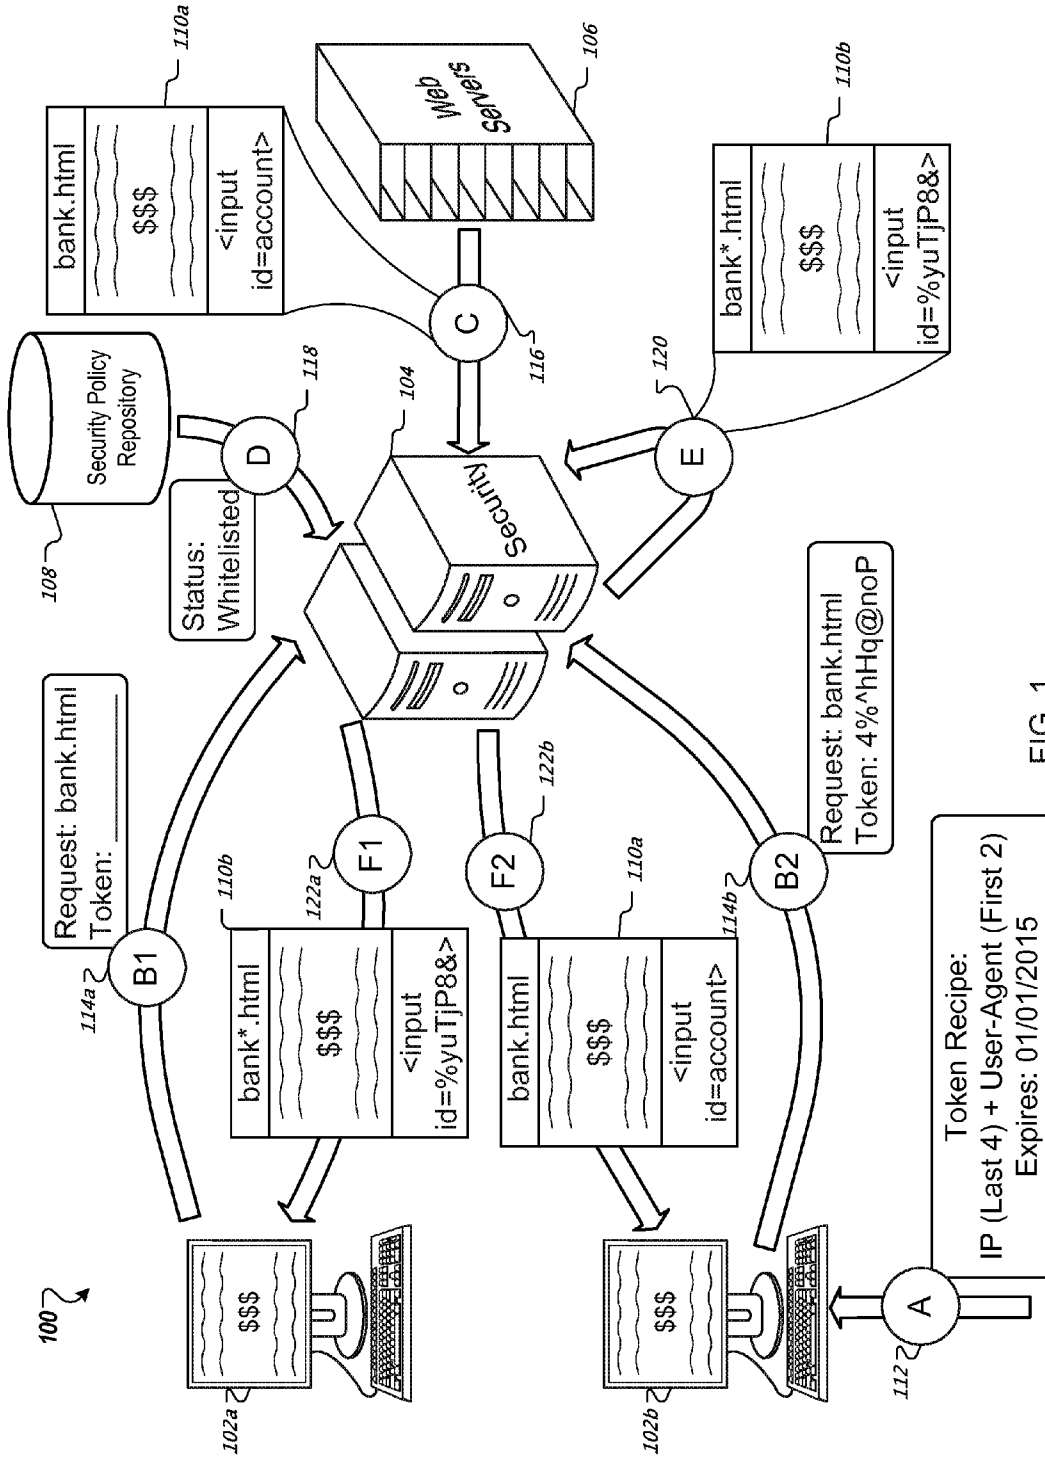 100
102a
$$$
102b
$$$
Request: bank.html
Token: ________
114a
B1
110b
bank*.html
$$$
<input
id=%yuTjP8&>
122a
F1
122b
F2
110a
bank.html
$$$
<input
id=account>
114b
B2
Request: bank.html
Token: 4%^hHq@noP
112
A
Token Recipe:
IP (Last 4) + User-Agent (First 2)
Expires: 01/01/2015
108
Security Policy
Repository
Status:
Whitelisted
D
118
104
Security
110a
bank.html
$$$
<input
id=account>
C
116
Web
Servers
106
E
120
110b
bank*.html
$$$
<input
id=%yuTjP8&>
FIG. 1